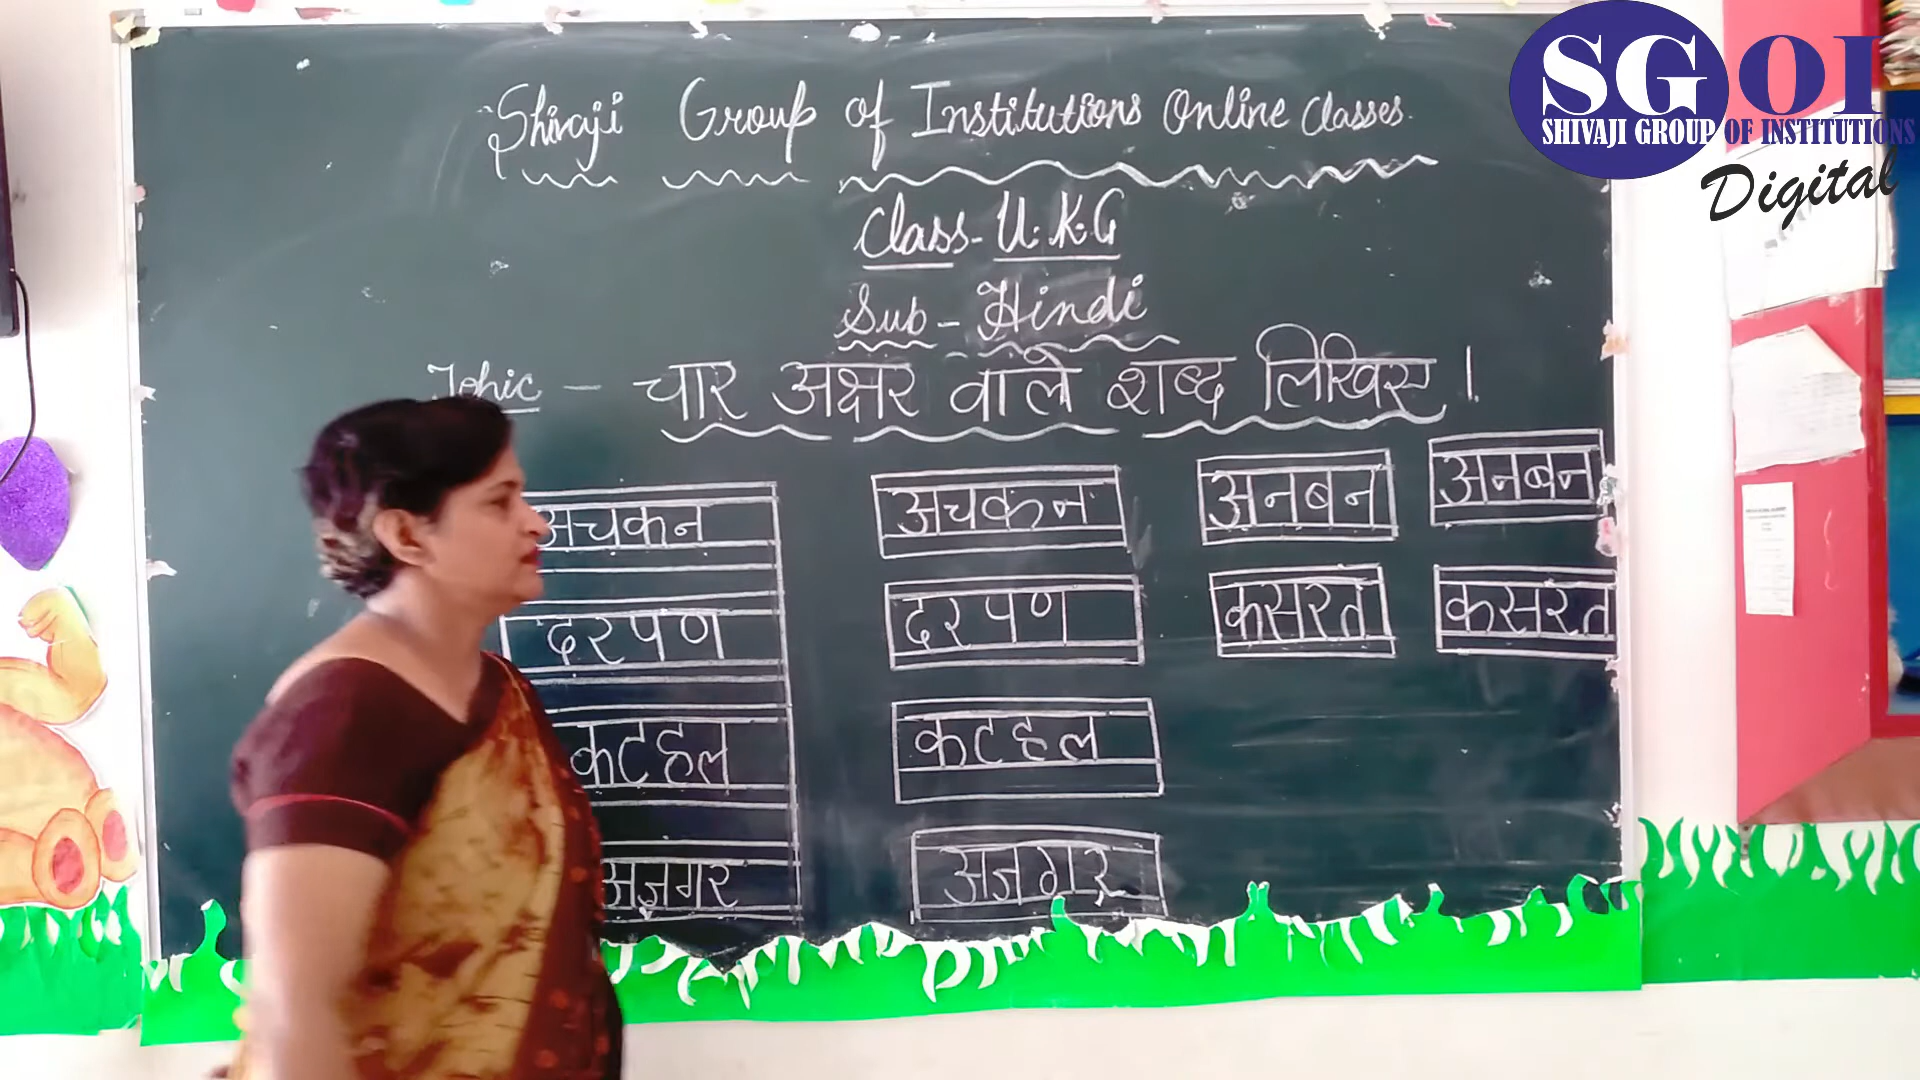 Shivaji Group of Institutions Online Classes.
SGOI
SHIVAJI GROUP OF INSTITUTIONS
Digital
Class - U.K.G
Sub - Hindi
Topic - चार अक्षर वाले शब्द लिखिए ।
अचकन अचकन अनबन अनबन
दरपण दरपण कसरत कसरत
कटहल कटहल
अजगर अजगर